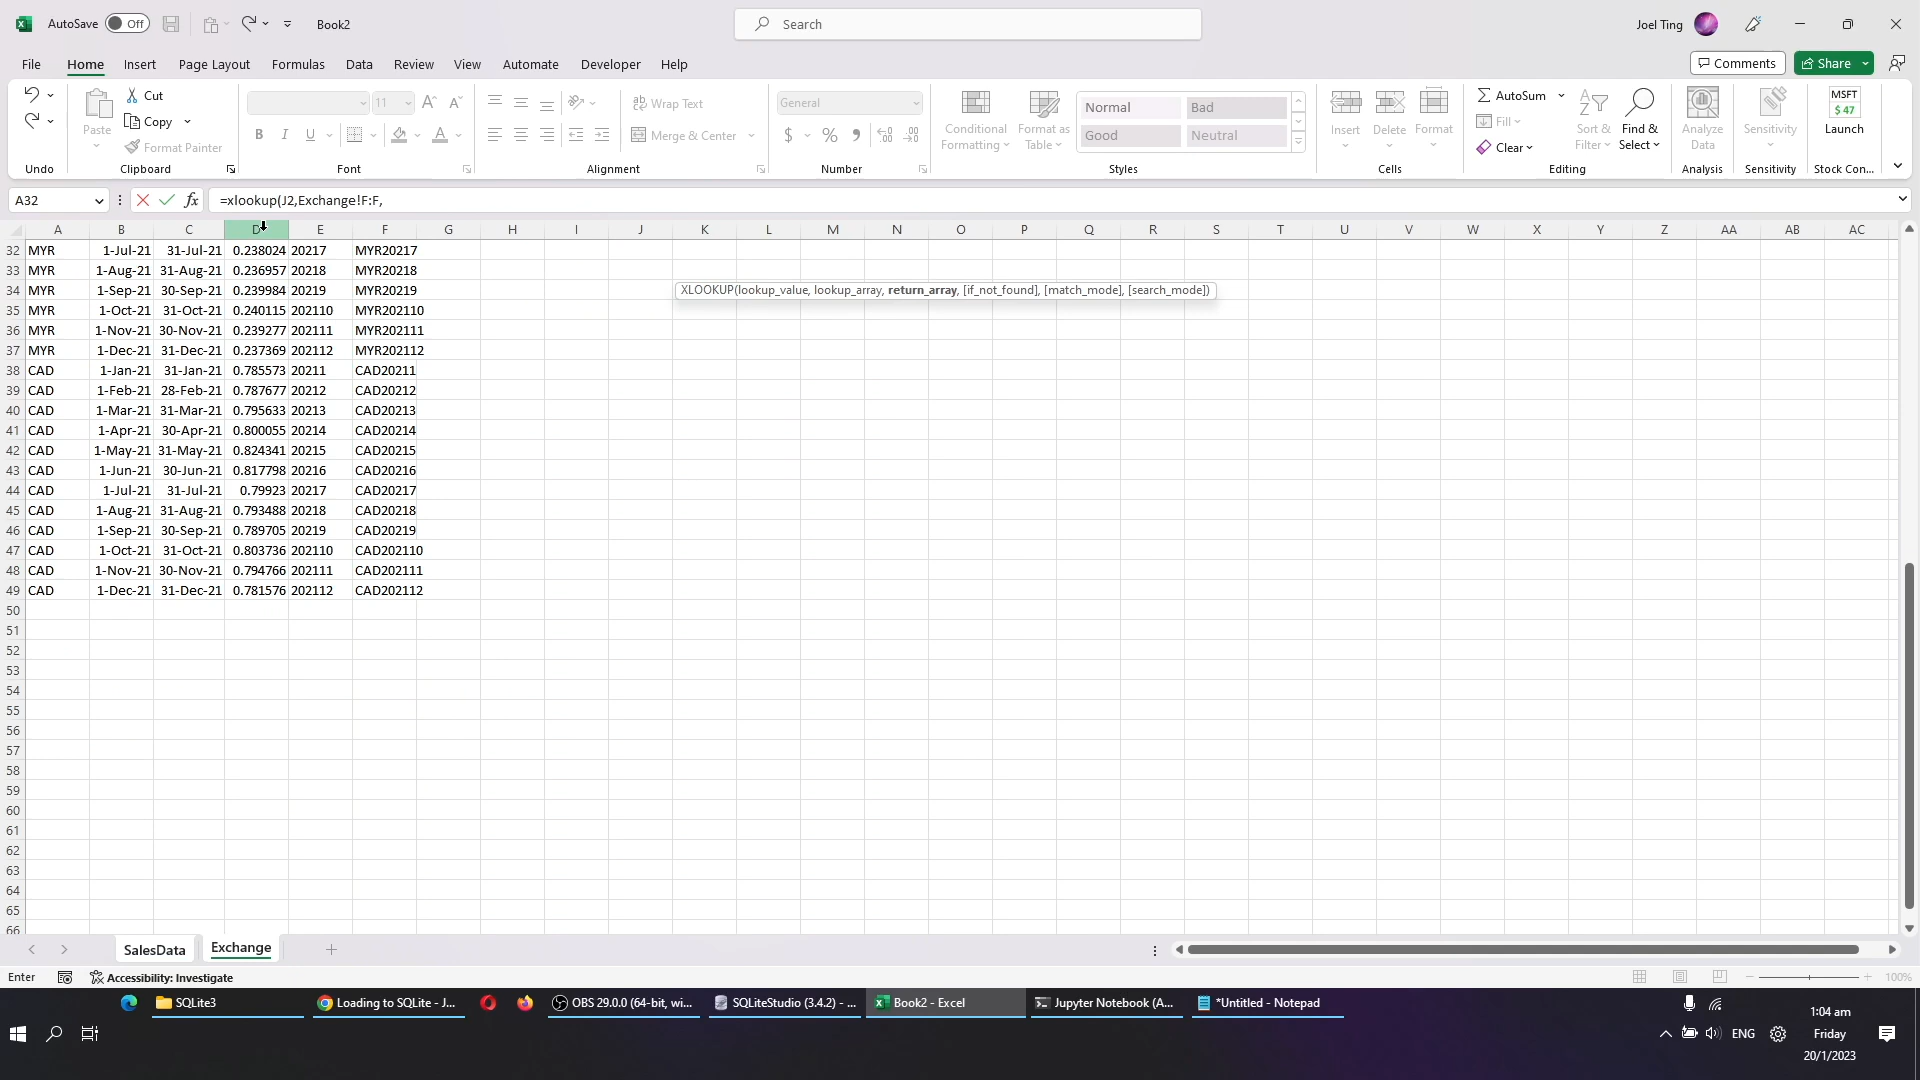 AutoSave Off Book2 Search Joel Ting
File Home Insert Page Layout Formulas Data Review View Automate Developer Help Comments Share
Paste Cut Copy Format Painter
11
Wrap Text
Merge & Center
General
Conditional Formatting
Format as Table
Normal Bad
Good Neutral
Insert Delete Format
AutoSum
Fill
Clear
Sort & Filter
Find & Select
Analyze Data
Sensitivity
MSFT
$ 47
Launch
Undo Clipboard Font Alignment Number Styles Cells Editing Analysis Sensitivity Stock Con...
A32 fx =xlookup(J2,Exchange!F:F,
A B C D E F G H I J K L M N O P Q R S T U V W X Y Z AA AB AC
32 MYR 1-Jul-21 31-Jul-21 0.238024 20217 MYR20217
33 MYR 1-Aug-21 31-Aug-21 0.236957 20218 MYR20218
34 MYR 1-Sep-21 30-Sep-21 0.239984 20219 MYR20219
XLOOKUP(lookup_value, lookup_array, return_array, [if_not_found], [match_mode], [search_mode])
35 MYR 1-Oct-21 31-Oct-21 0.240115 202110 MYR202110
36 MYR 1-Nov-21 30-Nov-21 0.239277 202111 MYR202111
37 MYR 1-Dec-21 31-Dec-21 0.237369 202112 MYR202112
38 CAD 1-Jan-21 31-Jan-21 0.785573 20211 CAD20211
39 CAD 1-Feb-21 28-Feb-21 0.787677 20212 CAD20212
40 CAD 1-Mar-21 31-Mar-21 0.795633 20213 CAD20213
41 CAD 1-Apr-21 30-Apr-21 0.800055 20214 CAD20214
42 CAD 1-May-21 31-May-21 0.824341 20215 CAD20215
43 CAD 1-Jun-21 30-Jun-21 0.817798 20216 CAD20216
44 CAD 1-Jul-21 31-Jul-21 0.79923 20217 CAD20217
45 CAD 1-Aug-21 31-Aug-21 0.793488 20218 CAD20218
46 CAD 1-Sep-21 30-Sep-21 0.789705 20219 CAD20219
47 CAD 1-Oct-21 31-Oct-21 0.803736 202110 CAD202110
48 CAD 1-Nov-21 30-Nov-21 0.794766 202111 CAD202111
49 CAD 1-Dec-21 31-Dec-21 0.781576 202112 CAD202112
50
51
52
53
54
55
56
57
58
59
60
61
62
63
64
65
66
SalesData Exchange
Enter Accessibility: Investigate 100%
SQLite3 Loading to SQLite - J... OBS 29.0.0 (64-bit, wi... SQLiteStudio (3.4.2) - ... Book2 - Excel Jupyter Notebook (A... *Untitled - Notepad
1:04 am
ENG Friday
20/1/2023